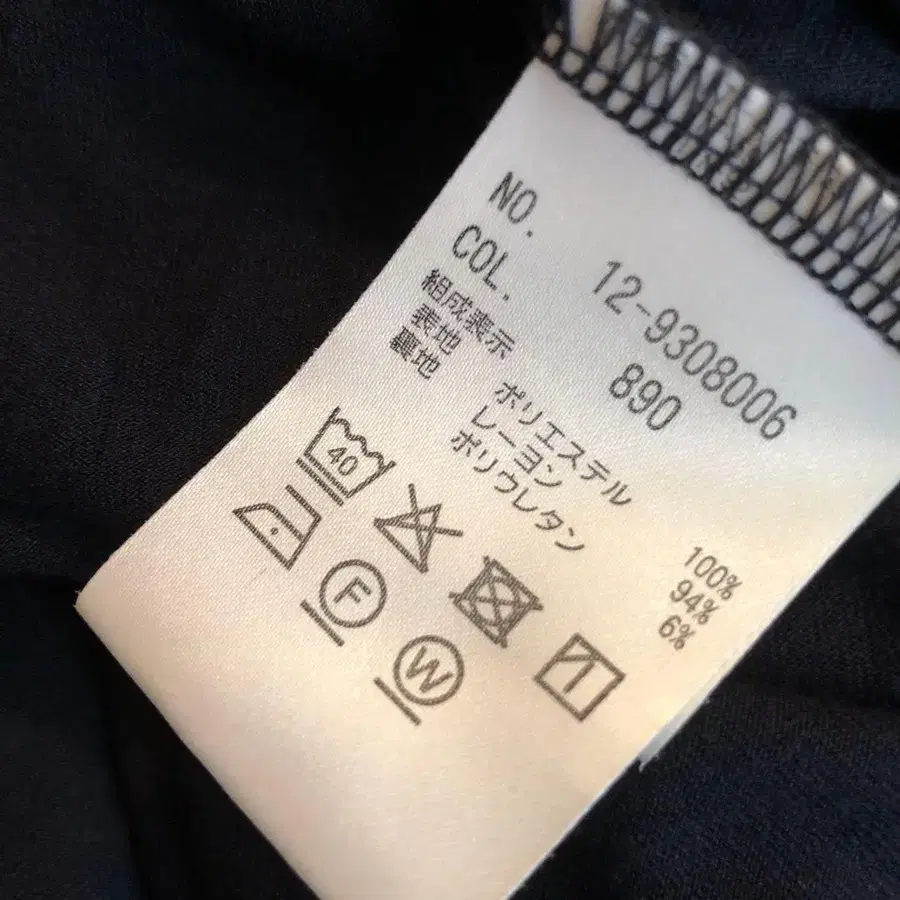 NO. 12-9308006
COL. 890
組成表示
表地 ポリエステル 100%
裏地 レーヨン 94%
ポリウレタン 6%
40
F
W